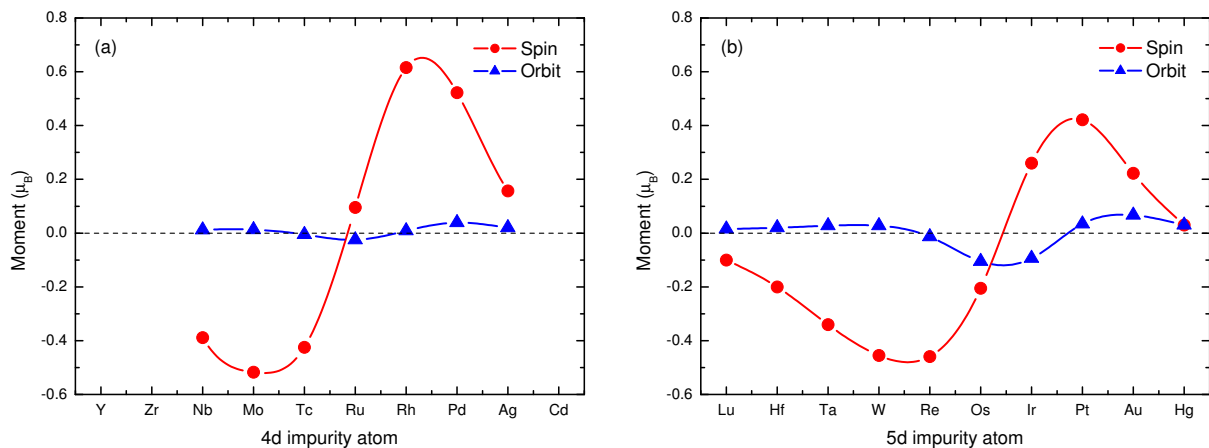 (a)
Spin
Orbit
Moment (μB)
0.8
0.6
0.4
0.2
0.0
-0.2
-0.4
-0.6
Y Zr Nb Mo Tc Ru Rh Pd Ag Cd
4d impurity atom
(b)
Spin
Orbit
Moment (μB)
0.8
0.6
0.4
0.2
0.0
-0.2
-0.4
-0.6
Lu Hf Ta W Re Os Ir Pt Au Hg
5d impurity atom